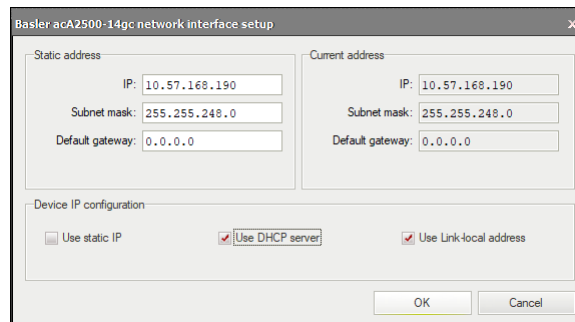 Basler acA2500-14gc network interface setup x
Static address
IP: 10.57.168.190
Subnet mask: 255.255.248.0
Default gateway: 0.0.0.0
Current address
IP: 10.57.168.190
Subnet mask: 255.255.248.0
Default gateway: 0.0.0.0
Device IP configuration
Use static IP
Use DHCP server
Use Link-local address
OK
Cancel